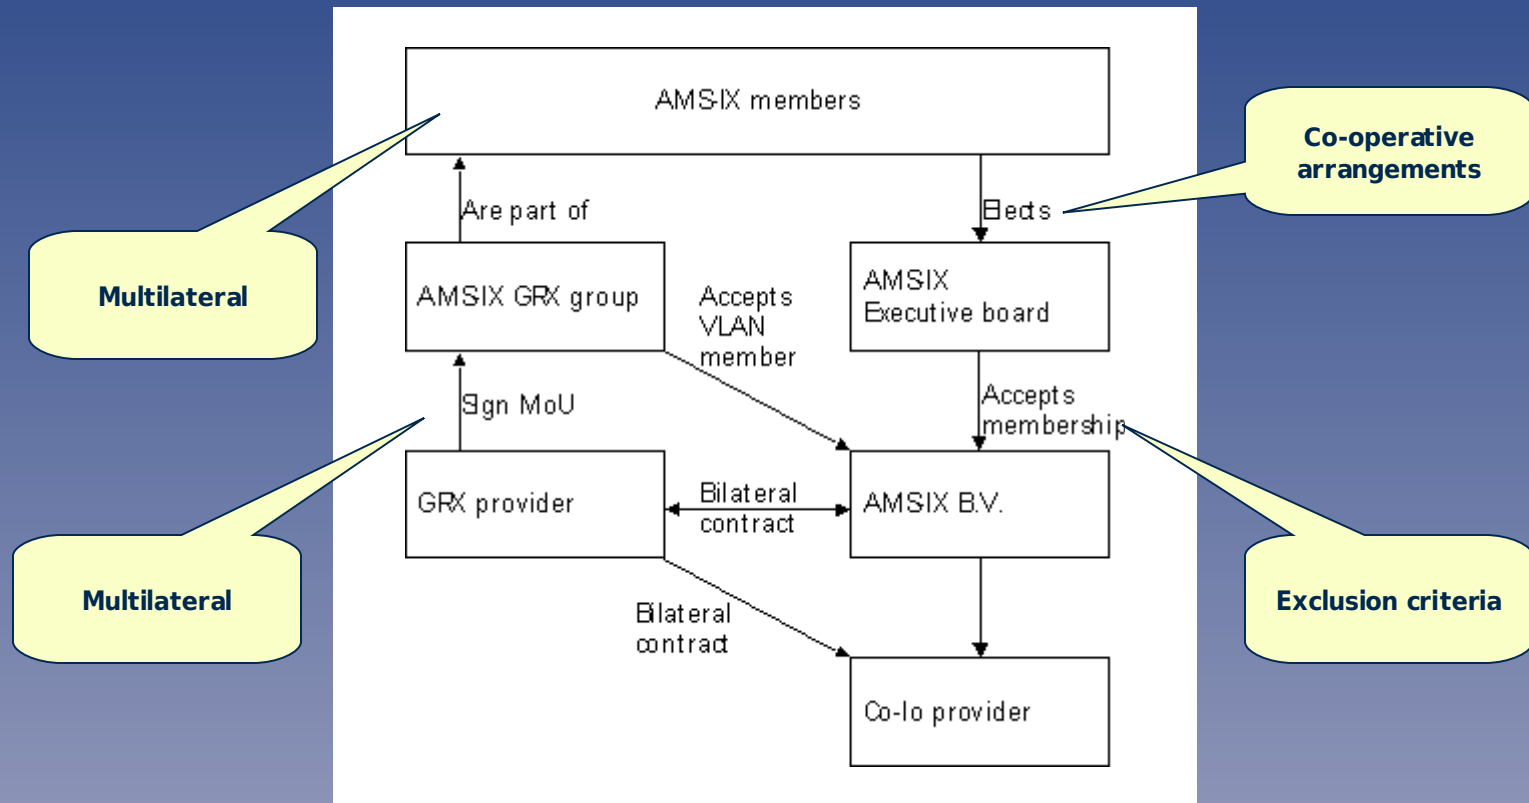 AMS-IX members
Co-operative
arrangements
Are part of
Elects
Multilateral
AMSIX GRX group
Accepts
VLAN
member
AMSIX
Executive board
Sign MoU
Accepts
membership
GRX provider
Bilateral
contract
AMSIX B.V.
Multilateral
Exclusion criteria
Bilateral
contract
Co-lo provider